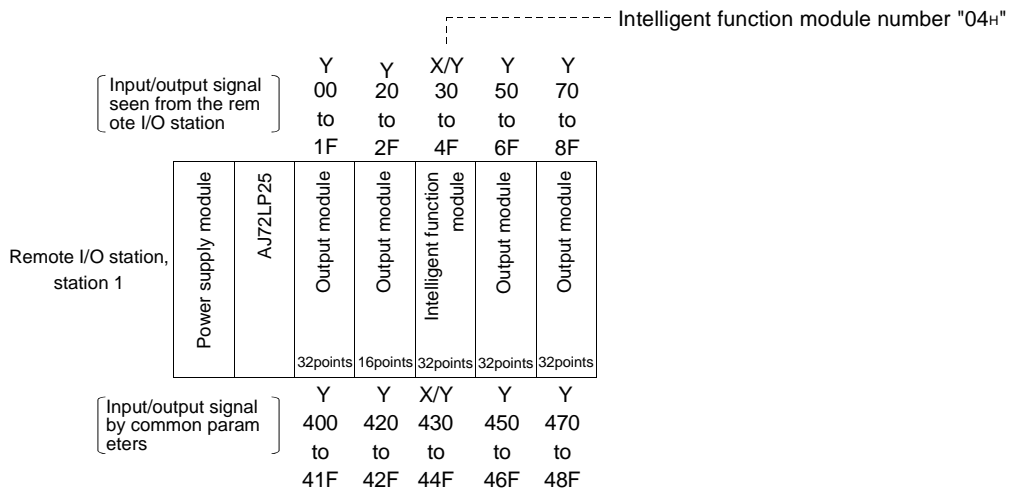 Intelligent function module number "04H"
Y Y X/Y Y Y
Input/output signal
seen from the rem
ote I/O station
00 20 30 50 70
to to to to to
1F 2F 4F 6F 8F
Remote I/O station,
station 1
Power supply module
AJ72LP25
Output module
32points
Output module
16points
Intelligent function
module
32points
Output module
32points
Output module
32points
Input/output signal
by common param
eters
Y Y X/Y Y Y
400 420 430 450 470
to to to to to
41F 42F 44F 46F 48F